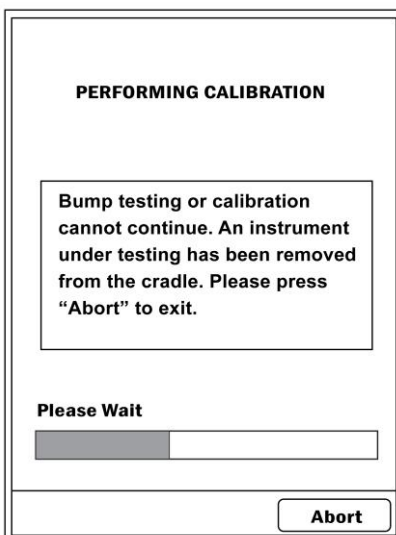 PERFORMING CALIBRATION
Bump testing or calibration
cannot continue. An instrument
under testing has been removed
from the cradle. Please press
“Abort” to exit.
Please Wait
Abort